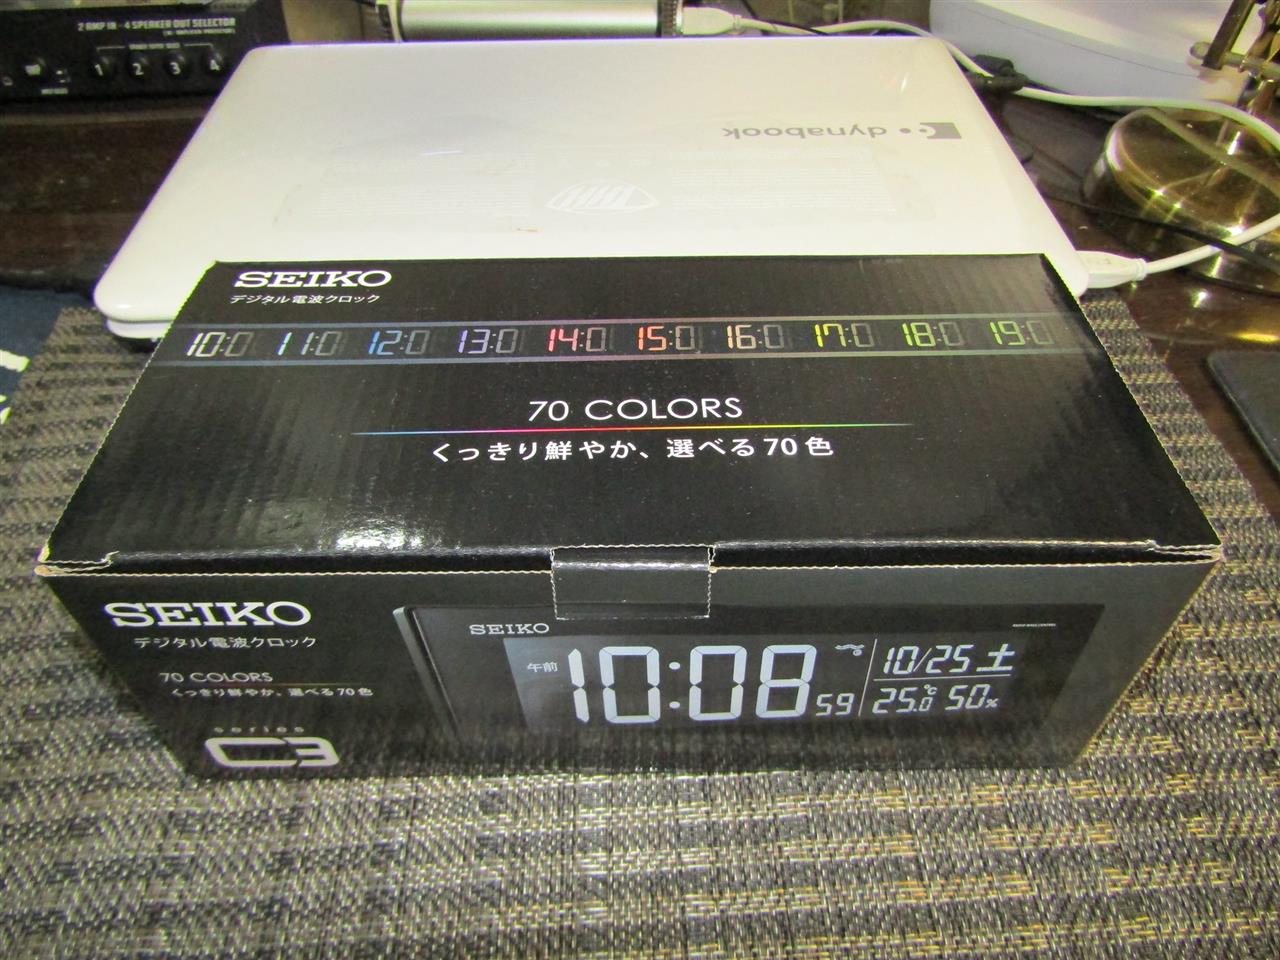 2 AMP IN - 4 SPEAKER OUT SELECTOR
1 2 3 4
dynabook
SEIKO
デジタル電波クロック
10:0 11:0 12:0 13:0 14:0 15:0 16:0 17:0 18:0 19:0
70 COLORS
くっきり鮮やか、選べる70色
SEIKO
デジタル電波クロック
70 COLORS
くっきり鮮やか、選べる70色
series
C3
SEIKO
午前 10:08 59
10/25 土
25.0℃ 50%